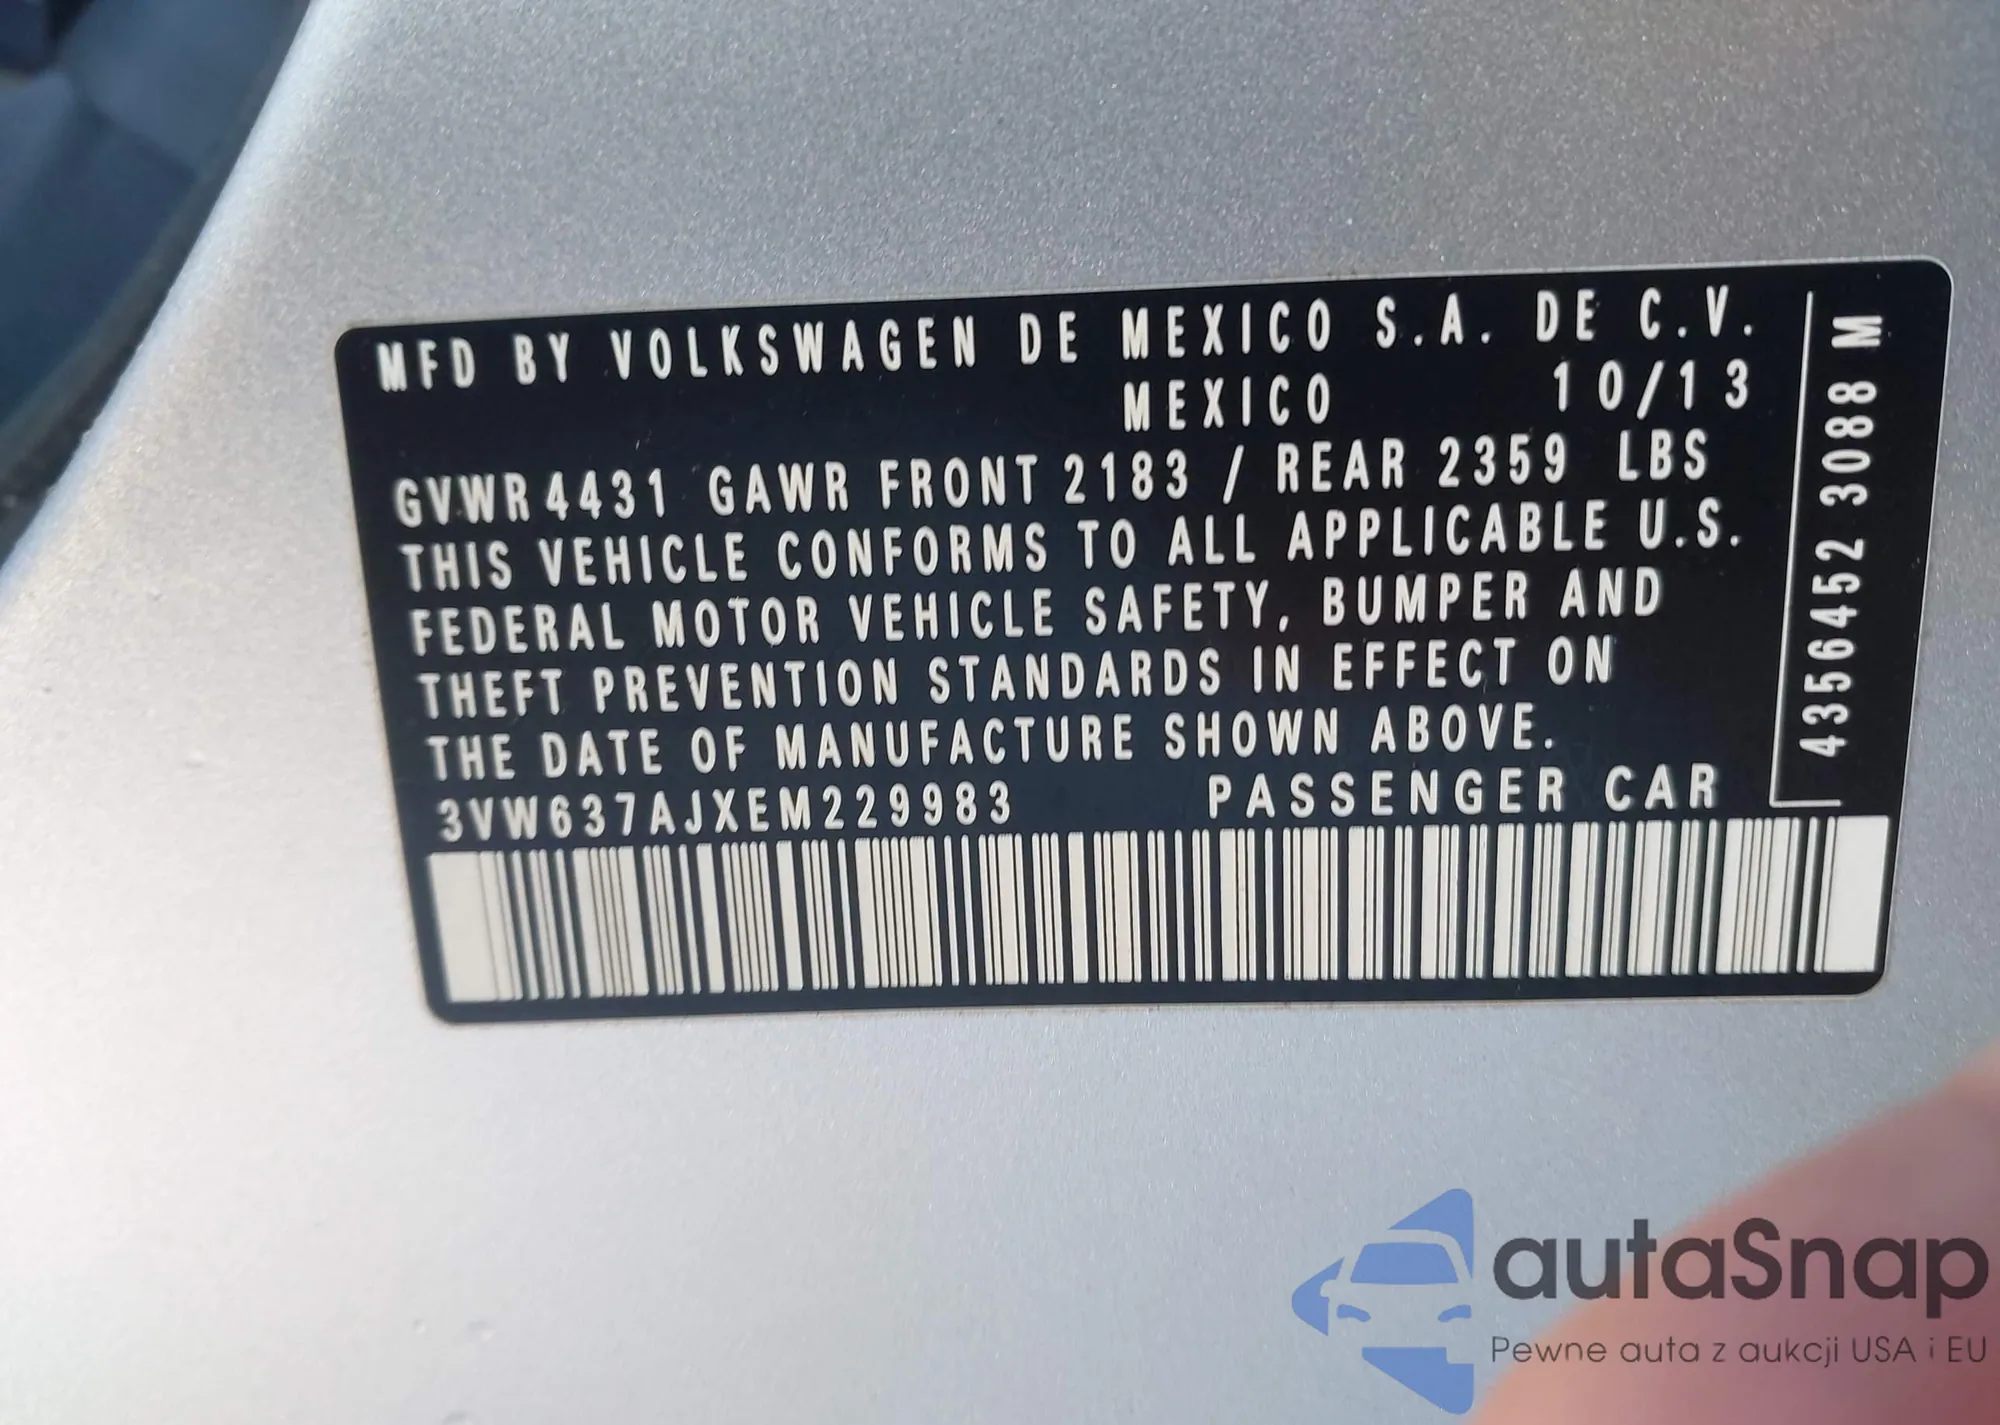 MFD BY VOLKSWAGEN DE MEXICO S.A. DE C.V.
MEXICO 10/13
GVWR 4431 GAWR FRONT 2183 / REAR 2359 LBS
THIS VEHICLE CONFORMS TO ALL APPLICABLE U.S.
FEDERAL MOTOR VEHICLE SAFETY, BUMPER AND
THEFT PREVENTION STANDARDS IN EFFECT ON
THE DATE OF MANUFACTURE SHOWN ABOVE.
3VW637AJXEM229983 PASSENGER CAR
4356452 3088 M
autaSnap
Pewne auta z aukcji USA i EU